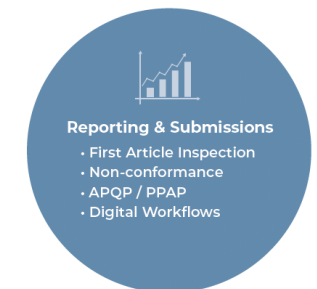 Reporting & Submissions
• First Article Inspection
• Non-conformance
• APQP / PPAP
• Digital Workflows